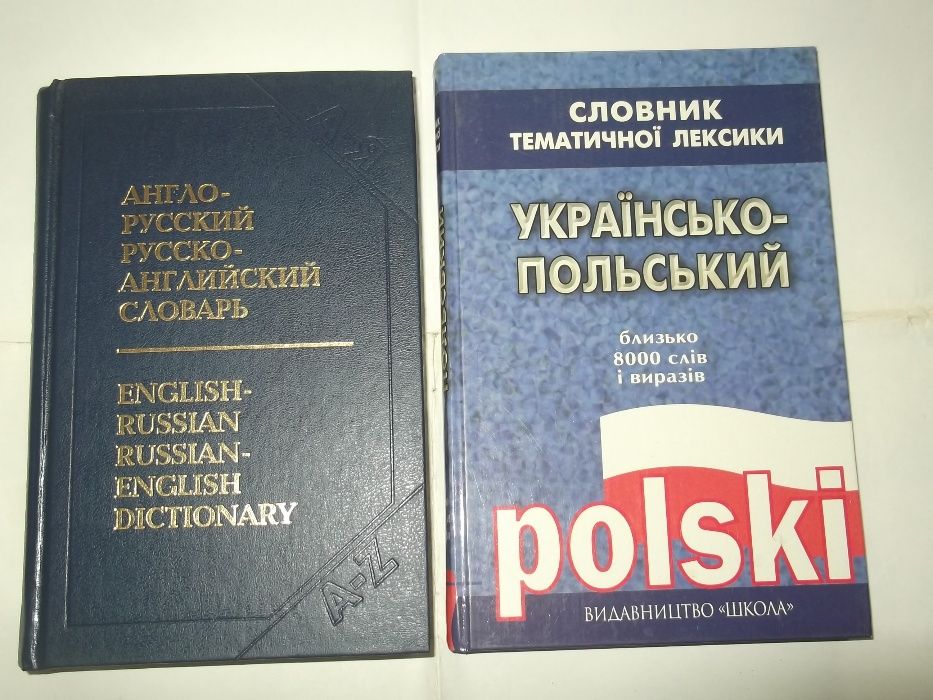 А-Я
АНГЛО-
РУССКИЙ
РУССКО-
АНГЛИЙСКИЙ
СЛОВАРЬ
ENGLISH-
RUSSIAN
RUSSIAN-
ENGLISH
DICTIONARY
A-Z
СЛОВНИК
ТЕМАТИЧНОЇ ЛЕКСИКИ
УКРАЇНСЬКО-
ПОЛЬСЬКИЙ
близько
8000 слів
і виразів
polski
ВИДАВНИЦТВО «ШКОЛА»